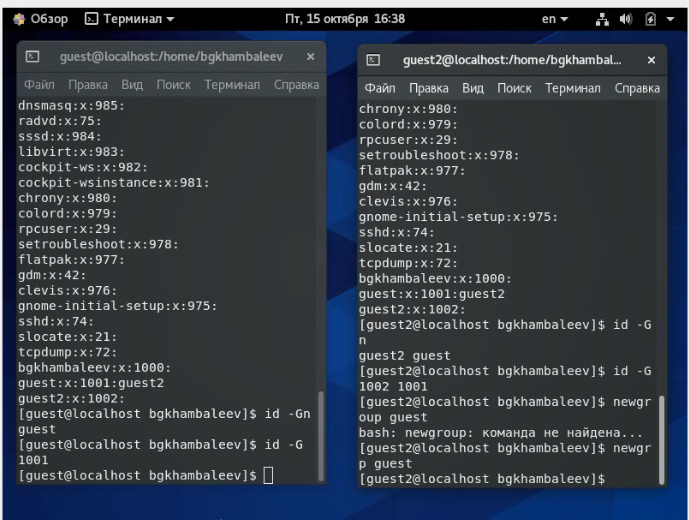 Обзор Терминал Пт, 15 октября 16:38 en
guest@localhost:/home/bgkhambaleev ×
Файл Правка Вид Поиск Терминал Справка
dnsmasq:x:985:
radvd:x:75:
sssd:x:984:
libvirt:x:983:
cockpit-ws:x:982:
cockpit-wsinstance:x:981:
chrony:x:980:
colord:x:979:
rpcuser:x:29:
setroubleshoot:x:978:
flatpak:x:977:
gdm:x:42:
clevis:x:976:
gnome-initial-setup:x:975:
sshd:x:74:
slocate:x:21:
tcpdump:x:72:
bgkhambaleev:x:1000:
guest:x:1001:guest2
guest2:x:1002:
[guest@localhost bgkhambaleev]$ id -Gn
guest
[guest@localhost bgkhambaleev]$ id -G
1001
[guest@localhost bgkhambaleev]$
guest2@localhost:/home/bgkhambal... ×
Файл Правка Вид Поиск Терминал Справка
chrony:x:980:
colord:x:979:
rpcuser:x:29:
setroubleshoot:x:978:
flatpak:x:977:
gdm:x:42:
clevis:x:976:
gnome-initial-setup:x:975:
sshd:x:74:
slocate:x:21:
tcpdump:x:72:
bgkhambaleev:x:1000:
guest:x:1001:guest2
guest2:x:1002:
[guest2@localhost bgkhambaleev]$ id -G
n
guest2 guest
[guest2@localhost bgkhambaleev]$ id -G
1002 1001
[guest2@localhost bgkhambaleev]$ newgr
oup guest
bash: newgroup: команда не найдена...
[guest2@localhost bgkhambaleev]$ newgr
p guest
[guest2@localhost bgkhambaleev]$